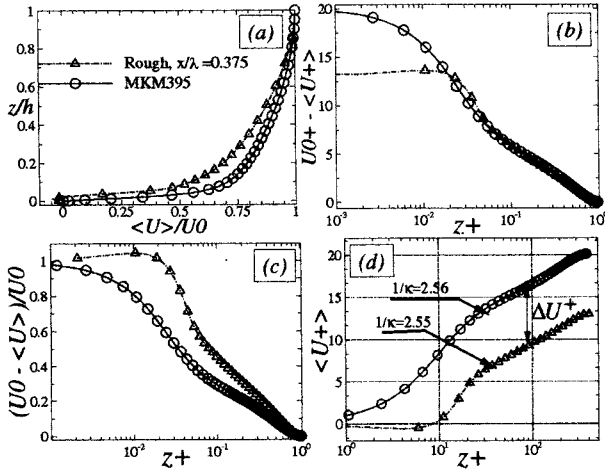 1
(a)
0.8
Rough, x/λ =0.375
MKM395
0.6
z/h
0.4
0.2
0
0 0.25 0.5 0.75 1
<U>/U0
20
(b)
15
10
5
0
U0+ - <U+>
10⁻³ 10⁻² 10⁻¹ 10⁰
z+
1
(c)
0.8
0.6
0.4
0.2
0
(U0 - <U>)/U0
10⁻² 10⁻¹ 10⁰
z+
20
(d)
15
1/κ=2.56
ΔU⁺
10
1/κ=2.55
5
0
<U+>
10⁰ 10¹ 10²
z+